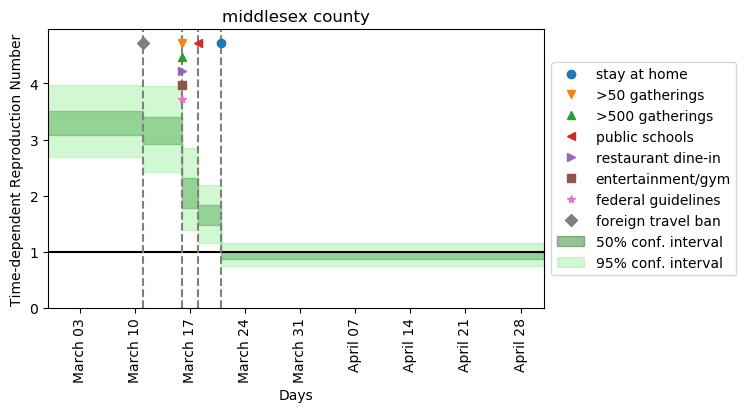 middlesex county
Time-dependent Reproduction Number
4
3
2
1
0
March 03
March 10
March 17
March 24
March 31
April 07
April 14
April 21
April 28
Days
stay at home
>50 gatherings
>500 gatherings
public schools
restaurant dine-in
entertainment/gym
federal guidelines
foreign travel ban
50% conf. interval
95% conf. interval